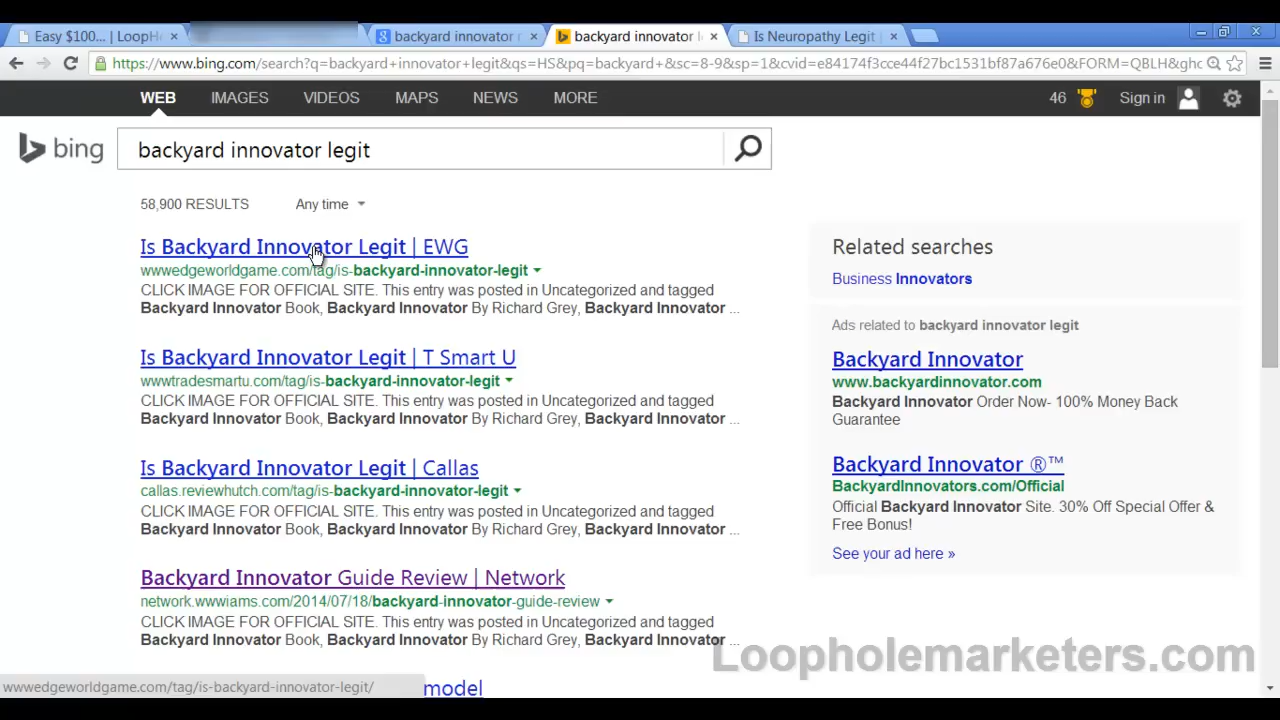 Easy $100... | LoopH
backyard innovator
backyard innovator l
Is Neuropathy Legit |
https://www.bing.com/search?q=backyard+innovator+legit&qs=HS&pq=backyard+&sc=8-9&sp=1&cvid=e84174f3cce44f27bc1531bf87a676e0&FORM=QBLH&ghc
WEB IMAGES VIDEOS MAPS NEWS MORE 46 Sign in
bing
backyard innovator legit
58,900 RESULTS Any time
Is Backyard Innovator Legit | EWG
wwwedgeworldgame.com/tag/is-backyard-innovator-legit
CLICK IMAGE FOR OFFICIAL SITE. This entry was posted in Uncategorized and tagged
Backyard Innovator Book, Backyard Innovator By Richard Grey, Backyard Innovator ...
Is Backyard Innovator Legit | T Smart U
wwwtradesmartu.com/tag/is-backyard-innovator-legit
CLICK IMAGE FOR OFFICIAL SITE. This entry was posted in Uncategorized and tagged
Backyard Innovator Book, Backyard Innovator By Richard Grey, Backyard Innovator ...
Is Backyard Innovator Legit | Callas
callas.reviewhutch.com/tag/is-backyard-innovator-legit
CLICK IMAGE FOR OFFICIAL SITE. This entry was posted in Uncategorized and tagged
Backyard Innovator Book, Backyard Innovator By Richard Grey, Backyard Innovator ...
Backyard Innovator Guide Review | Network
network.wwwiams.com/2014/07/18/backyard-innovator-guide-review
CLICK IMAGE FOR OFFICIAL SITE. This entry was posted in Uncategorized and tagged
Backyard Innovator Book, Backyard Innovator By Richard Grey, Backyard Innovator ...
model
Related searches
Business Innovators
Ads related to backyard innovator legit
Backyard Innovator
www.backyardinnovator.com
Backyard Innovator Order Now- 100% Money Back
Guarantee
Backyard Innovator ®™
BackyardInnovators.com/Official
Official Backyard Innovator Site. 30% Off Special Offer &
Free Bonus!
See your ad here »
Loopholemarketers.com
wwwedgeworldgame.com/tag/is-backyard-innovator-legit/